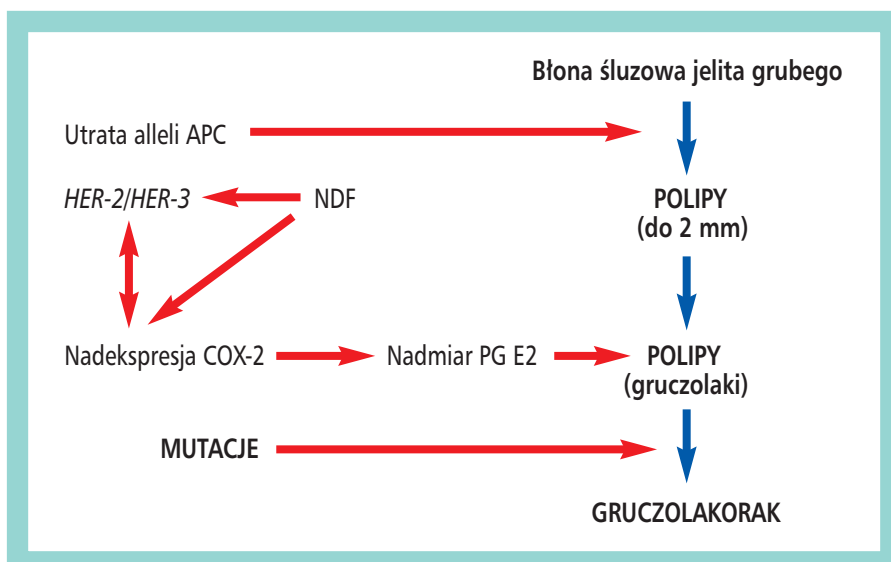 Błona śluzowa jelita grubego
Utrata alleli APC
HER-2/HER-3 NDF POLIPY
(do 2 mm)
Nadekspresja COX-2 Nadmiar PG E2 POLIPY
(gruczolaki)
MUTACJE
GRUCZOLAKORAK